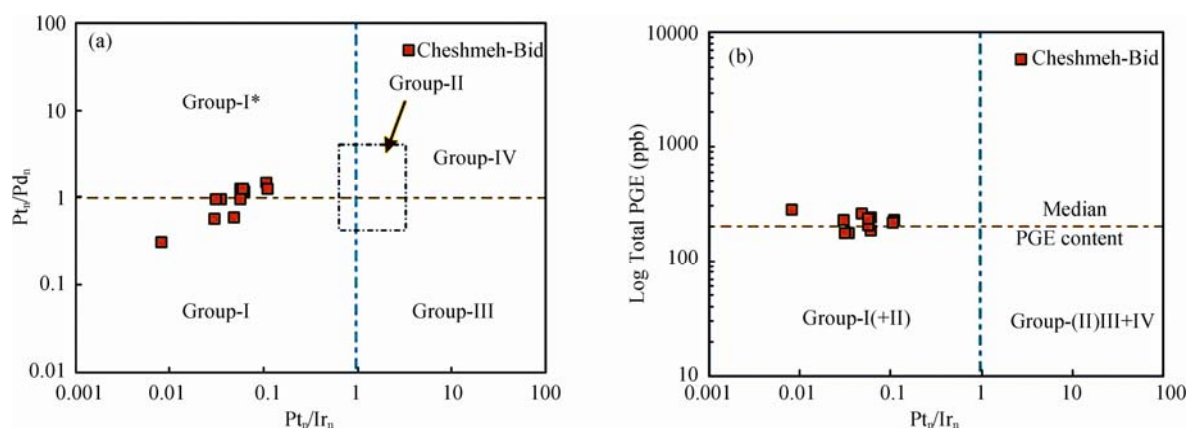 (a)
Cheshmeh-Bid
Group-II
Group-I*
Group-IV
Group-I
Group-III
100
10
1
0.1
0.01
0.001
0.01
0.1
1
10
100
Ptn/Pdn
Ptn/Irn
(b)
Cheshmeh-Bid
Median
PGE content
Group-I(+II)
Group-(II)III+IV
10000
1000
100
10
0.001
0.01
0.1
1
10
100
Log Total PGE (ppb)
Ptn/Irn